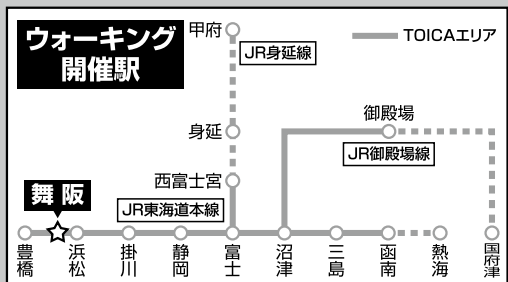 ウォーキング
開催駅
甲府
JR身延線
TOICAエリア
身延
御殿場
JR御殿場線
西富士宮
舞阪
JR東海道本線
豊橋
浜松
掛川
静岡
富士
沼津
三島
函南
熱海
国府津